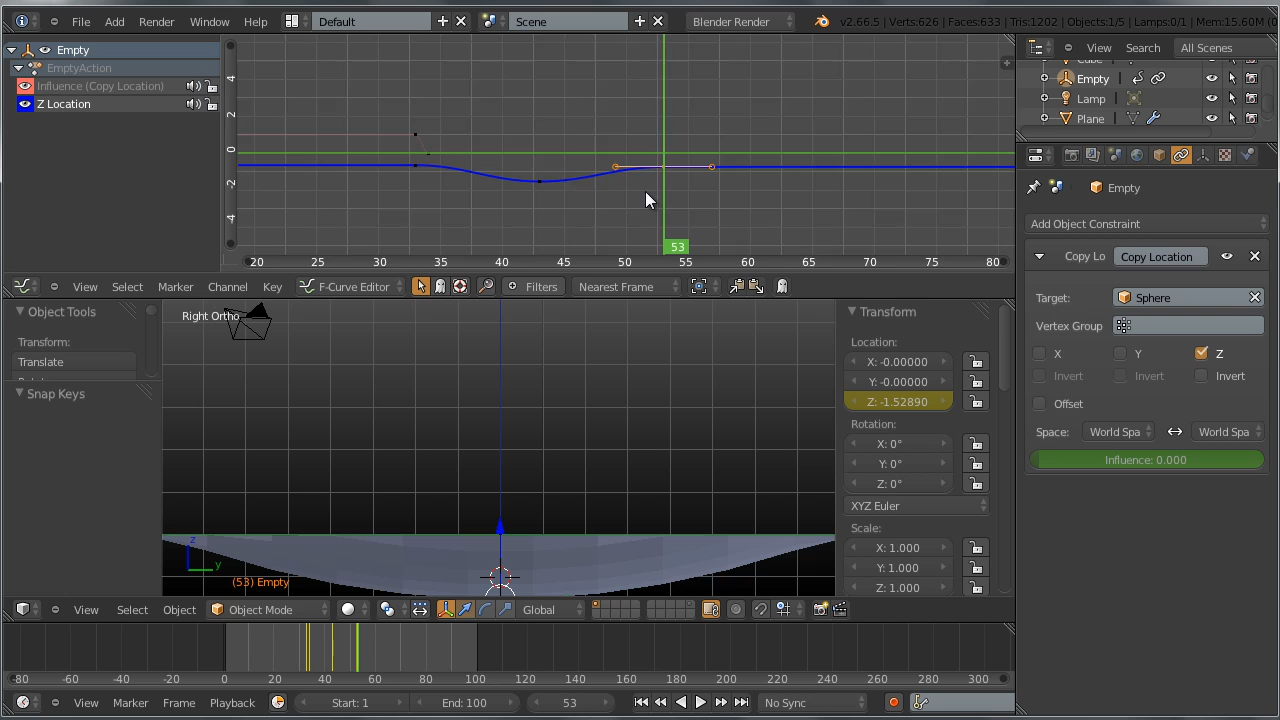 File Add Render Window Help Default Scene Blender Render v2.66.5 | Verts:626 | Faces:633 | Tris:1202 | Objects:1/5 | Lamps:0/1 | Mem:15.60M (0
Empty
EmptyAction
Influence (Copy Location)
Z Location
4
2
0
-2
-4
53
20 25 30 35 40 45 50 55 60 65 70 75 80
View Select Marker Channel Key F-Curve Editor Filters Nearest Frame
View Search All Scenes
Empty
Lamp
Plane
Empty
Add Object Constraint
Copy Lo Copy Location
Target: Sphere
Vertex Group
X Y Z
Invert Invert Invert
Offset
Space: World Spa World Spa
Influence: 0.000
Object Tools
Transform:
Translate
Snap Keys
Right Ortho
z
y
(53) Empty
Transform
Location:
X: -0.00000
Y: -0.00000
Z: -1.52890
Rotation:
X: 0°
Y: 0°
Z: 0°
XYZ Euler
Scale:
X: 1.000
Y: 1.000
Z: 1.000
View Select Object Object Mode Global
-80 -60 -40 -20 0 20 40 60 80 100 120 140 160 180 200 220 240 260 280 300
View Marker Frame Playback Start: 1 End: 100 53 No Sync